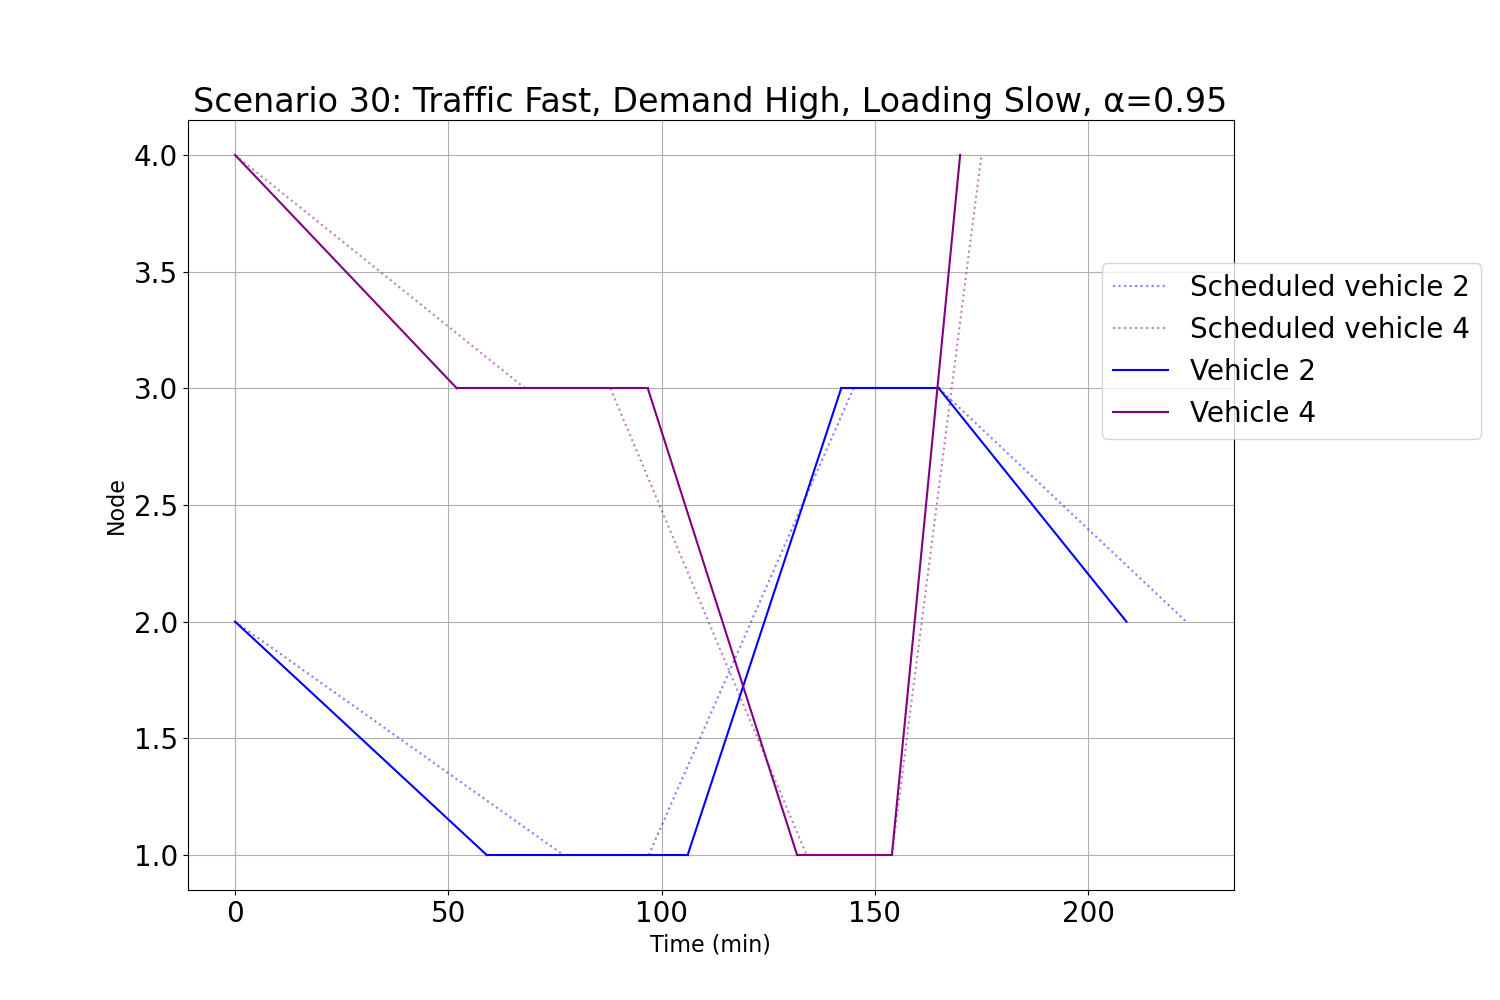 Scenario 30: Traffic Fast, Demand High, Loading Slow, α=0.95
4.0
3.5
3.0
2.5
2.0
1.5
1.0
Node
0 50 100 150 200
Time (min)
Scheduled vehicle 2
Scheduled vehicle 4
Vehicle 2
Vehicle 4